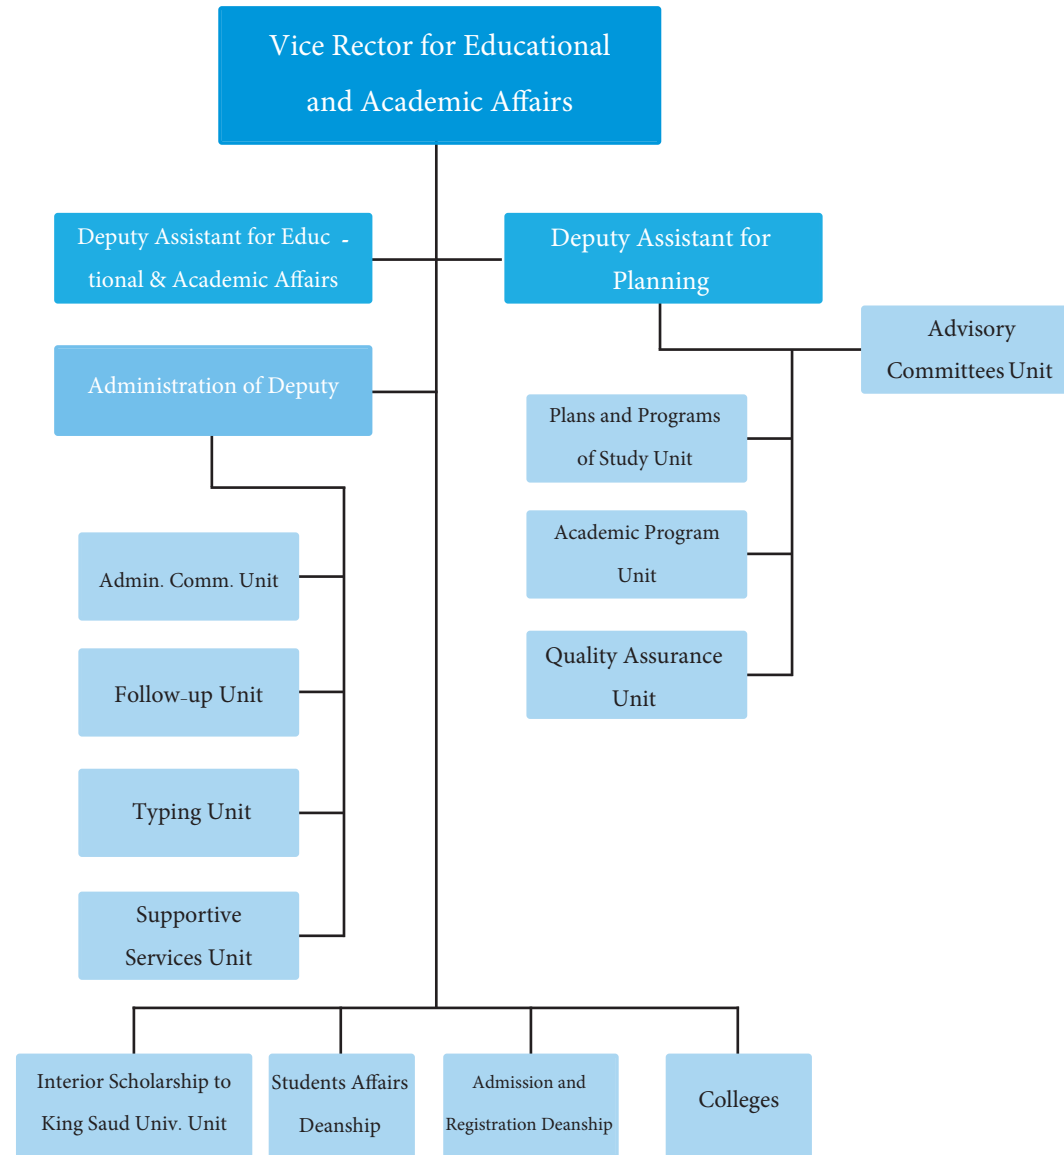 Vice Rector for Educational
and Academic Affairs
Deputy Assistant for Educ -
tional & Academic Affairs
Deputy Assistant for
Planning
Advisory
Committees Unit
Administration of Deputy
Plans and Programs
of Study Unit
Academic Program
Unit
Quality Assurance
Unit
Admin. Comm. Unit
Follow-up Unit
Typing Unit
Supportive
Services Unit
Interior Scholarship to
King Saud Univ. Unit
Students Affairs
Deanship
Admission and
Registration Deanship
Colleges